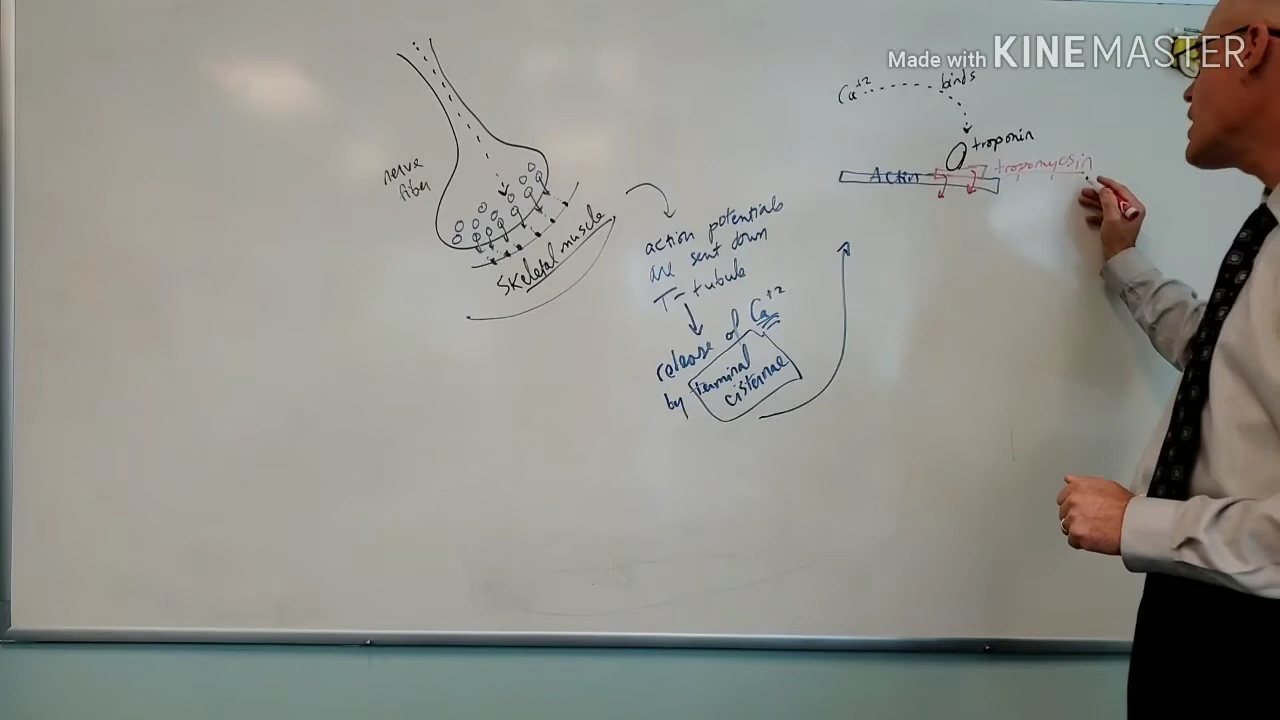 Made with KINEMASTER
nerve
fiber
skeletal muscle
action potentials
are sent down
T-tubule
release of Ca+2
by terminal
cisternae
Ca+2 binds
troponin
Actin
tropomyosin